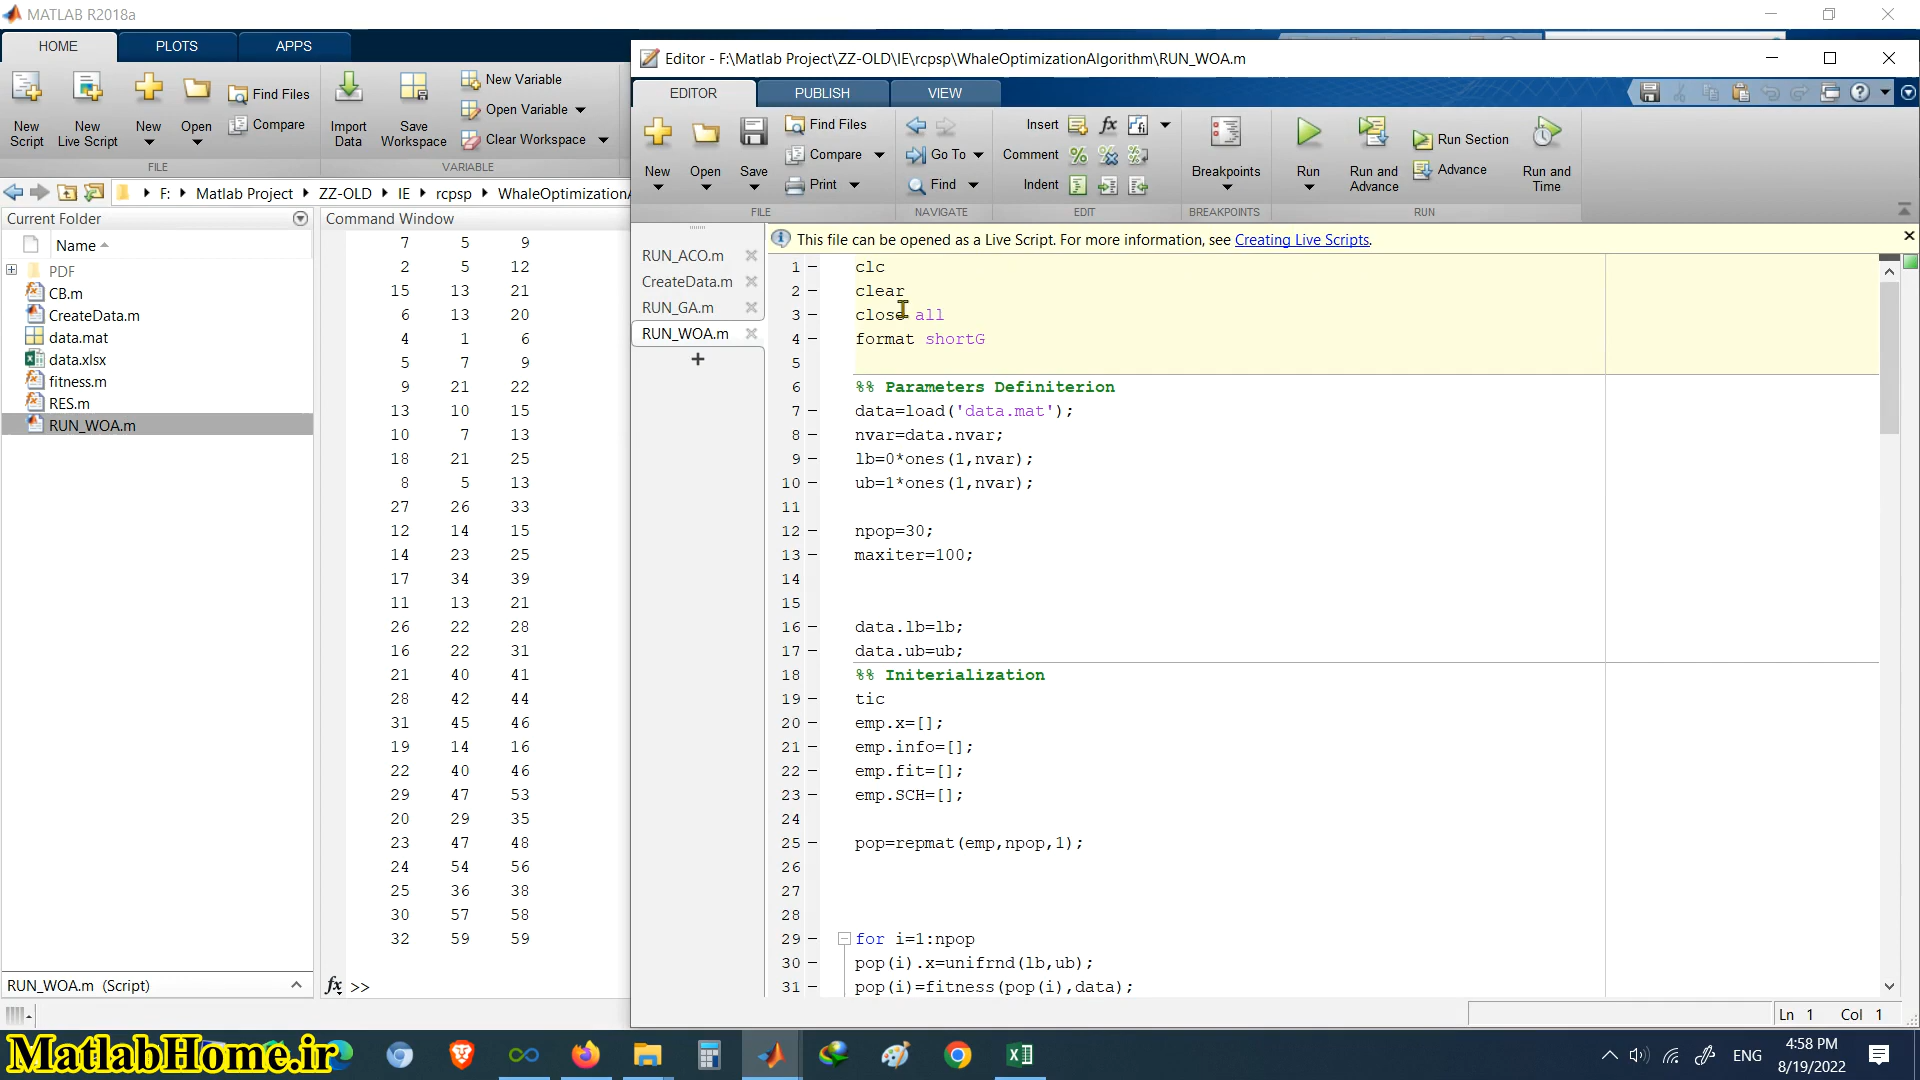 MATLAB R2018a
HOME
PLOTS
APPS
New Script
New Live Script
New
Open
Find Files
Compare
Import Data
Save Workspace
New Variable
Open Variable
Clear Workspace
FILE
VARIABLE
F:
Matlab Project
ZZ-OLD
IE
rcpsp
WhaleOptimizationA
Current Folder
Name
PDF
CB.m
CreateData.m
data.mat
data.xlsx
fitness.m
RES.m
RUN_WOA.m
RUN_WOA.m (Script)
Command Window
7 5 9
2 5 12
15 13 21
6 13 20
4 1 6
5 7 9
9 21 22
13 10 15
10 7 13
18 21 25
8 5 13
27 26 33
12 14 15
14 23 25
17 34 39
11 13 21
26 22 28
16 22 31
21 40 41
28 42 44
31 45 46
19 14 16
22 40 46
29 47 53
20 29 35
23 47 48
24 54 56
25 36 38
30 57 58
32 59 59
fx >>
Editor - F:\Matlab Project\ZZ-OLD\IE\rcpsp\WhaleOptimizationAlgorithm\RUN_WOA.m
EDITOR
PUBLISH
VIEW
New
Open
Save
Find Files
Compare
Print
Go To
Find
Insert
Comment
Indent
Breakpoints
Run
Run and Advance
Run Section
Advance
Run and Time
FILE
NAVIGATE
EDIT
BREAKPOINTS
RUN
RUN_ACO.m
CreateData.m
RUN_GA.m
RUN_WOA.m
This file can be opened as a Live Script. For more information, see Creating Live Scripts.
1 clc
2 clear
3 close all
4 format shortG
5
6 %% Parameters Definiterion
7 data=load('data.mat');
8 nvar=data.nvar;
9 lb=0*ones(1,nvar);
10 ub=1*ones(1,nvar);
11
12 npop=30;
13 maxiter=100;
14
15
16 data.lb=lb;
17 data.ub=ub;
18 %% Initerialization
19 tic
20 emp.x=[];
21 emp.info=[];
22 emp.fit=[];
23 emp.SCH=[];
24
25 pop=repmat(emp,npop,1);
26
27
28
29 for i=1:npop
30 pop(i).x=unifrnd(lb,ub);
31 pop(i)=fitness(pop(i),data);
Ln 1 Col 1
MatlabHome.ir
ENG
4:58 PM
8/19/2022